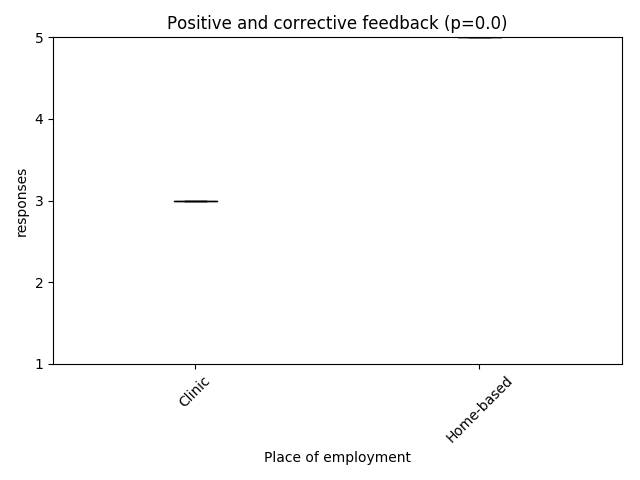 Positive and corrective feedback (p=0.0)
5
4
3
2
1
responses
Clinic
Home-based
Place of employment